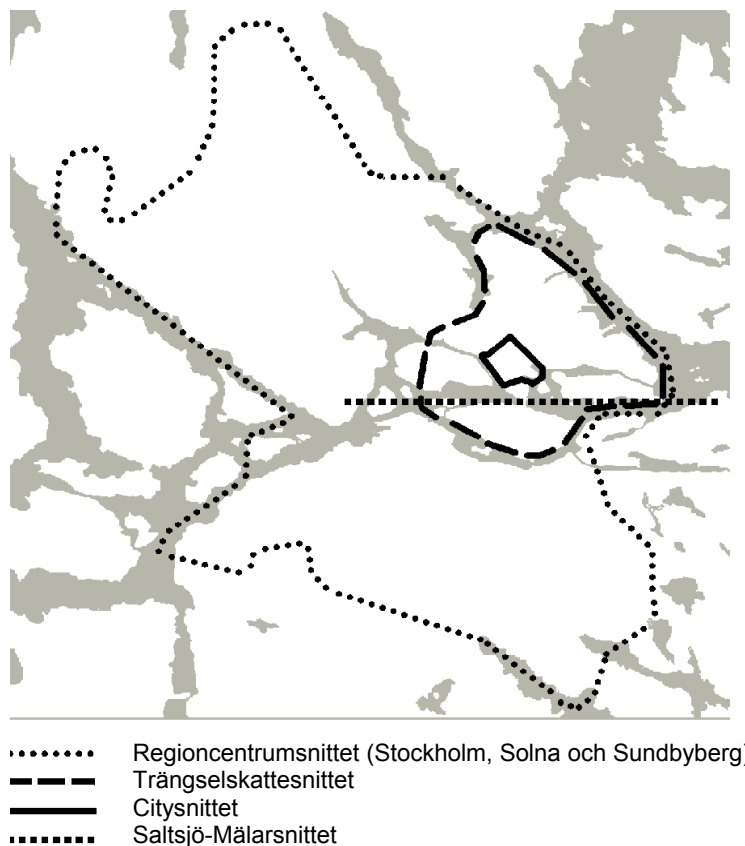 Regioncentrumsnittet (Stockholm, Solna och Sundbyberg)
Trängselskattesnittet
Citysnittet
Saltsjö-Mälarsnittet